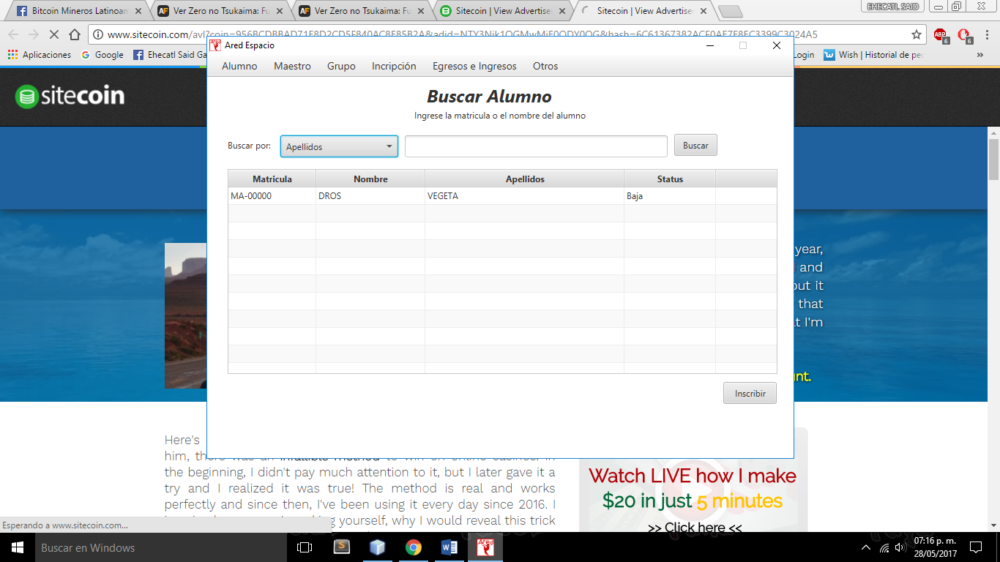 Bitcoin Mineros Latinoam
Ver Zero no Tsukaima: Fu
Ver Zero no Tsukaima: Fu
Sitecoin | View Advertise
Sitecoin | View Advertise
EHECATL SAID
www.sitecoin.com/avl?coin=956BCDBBAD71F8D2CD5F840AC8F85B2A&adid=
ABP
6
6
Aplicaciones
Google
Ehecatl Said Ga
Login
Wish | Historial de pe
»
sitecoin
Ared Espacio
Alumno Maestro Grupo Incripción Egresos e Ingresos Otros
Buscar Alumno
Ingrese la matricula o el nombre del alumno
Buscar por: Apellidos Buscar
Matricula Nombre Apellidos Status
MA-00000 DROS VEGETA Baja
Inscribir
year,
and
out it
that
t I'm
unt.
Here's
him, there was an infallible method to win on online casinos. In
the beginning, I didn't pay much attention to it, but I later gave it a
try and I realized it was true! The method is real and works
perfectly and since then, I've been using it every day since 2016. I
yourself, why I would reveal this trick
Watch LIVE how I make
$20 in just 5 minutes
>> Click here <<
Esperando a www.sitecoin.com...
Buscar en Windows
Ared
07:16 p. m.
28/05/2017